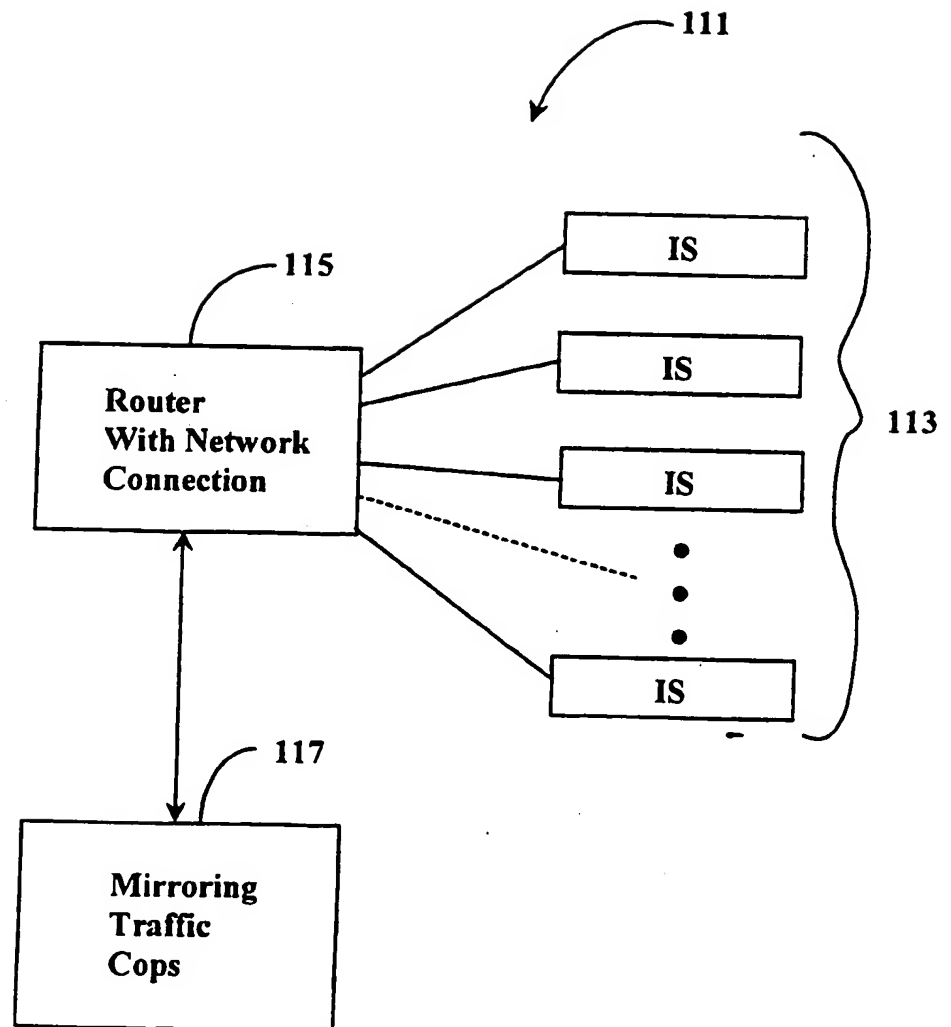 111
IS
115
IS
Router
With Network
Connection
113
IS
IS
117
Mirroring
Traffic
Cops